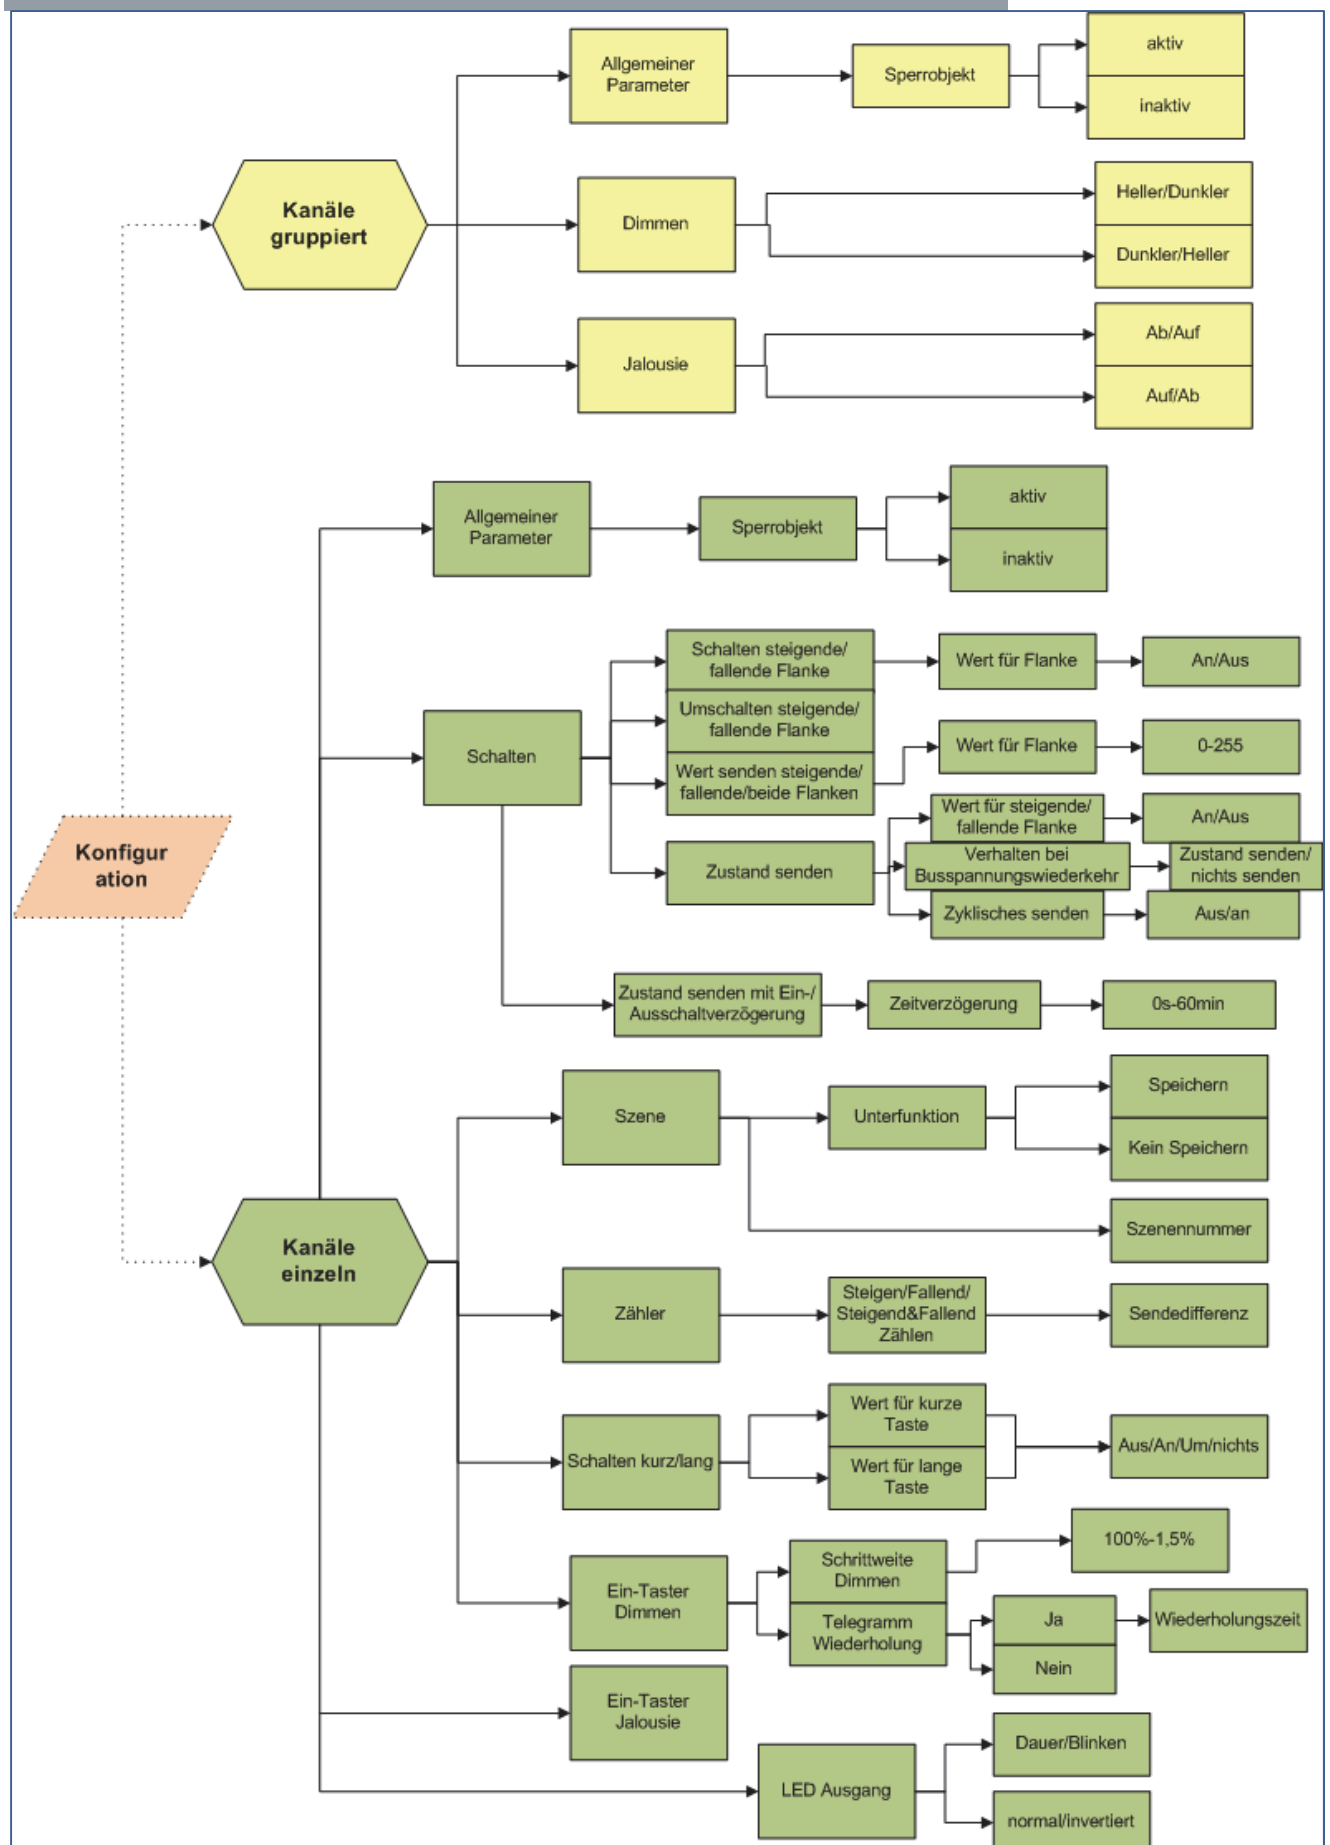 Allgemeiner
Parameter
Sperrobjekt
aktiv
inaktiv
Kanäle
gruppiert
Dimmen
Heller/Dunkler
Dunkler/Heller
Jalousie
Ab/Auf
Auf/Ab
Allgemeiner
Parameter
Sperrobjekt
aktiv
inaktiv
Schalten
Schalten steigende/
fallende Flanke
Wert für Flanke
An/Aus
Umschalten steigende/
fallende Flanke
Wert senden steigende/
fallende/beide Flanken
Wert für Flanke
0-255
Zustand senden
Wert für steigende/
fallende Flanke
An/Aus
Verhalten bei
Busspannungswiederkehr
Zustand senden/
nichts senden
Zyklisches senden
Aus/an
Konfigur
ation
Zustand senden mit Ein-/
Ausschaltverzögerung
Zeitverzögerung
0s-60min
Szene
Unterfunktion
Speichern
Kein Speichern
Szenennummer
Kanäle
einzeln
Zähler
Steigen/Fallend/
Steigend&Fallend
Zählen
Sendedifferenz
Schalten kurz/lang
Wert für kurze
Taste
Wert für lange
Taste
Aus/An/Um/nichts
Ein-Taster
Dimmen
Schrittweite
Dimmen
100%-1,5%
Telegramm
Wiederholung
Ja
Wiederholungszeit
Nein
Ein-Taster
Jalousie
LED Ausgang
Dauer/Blinken
normal/invertiert